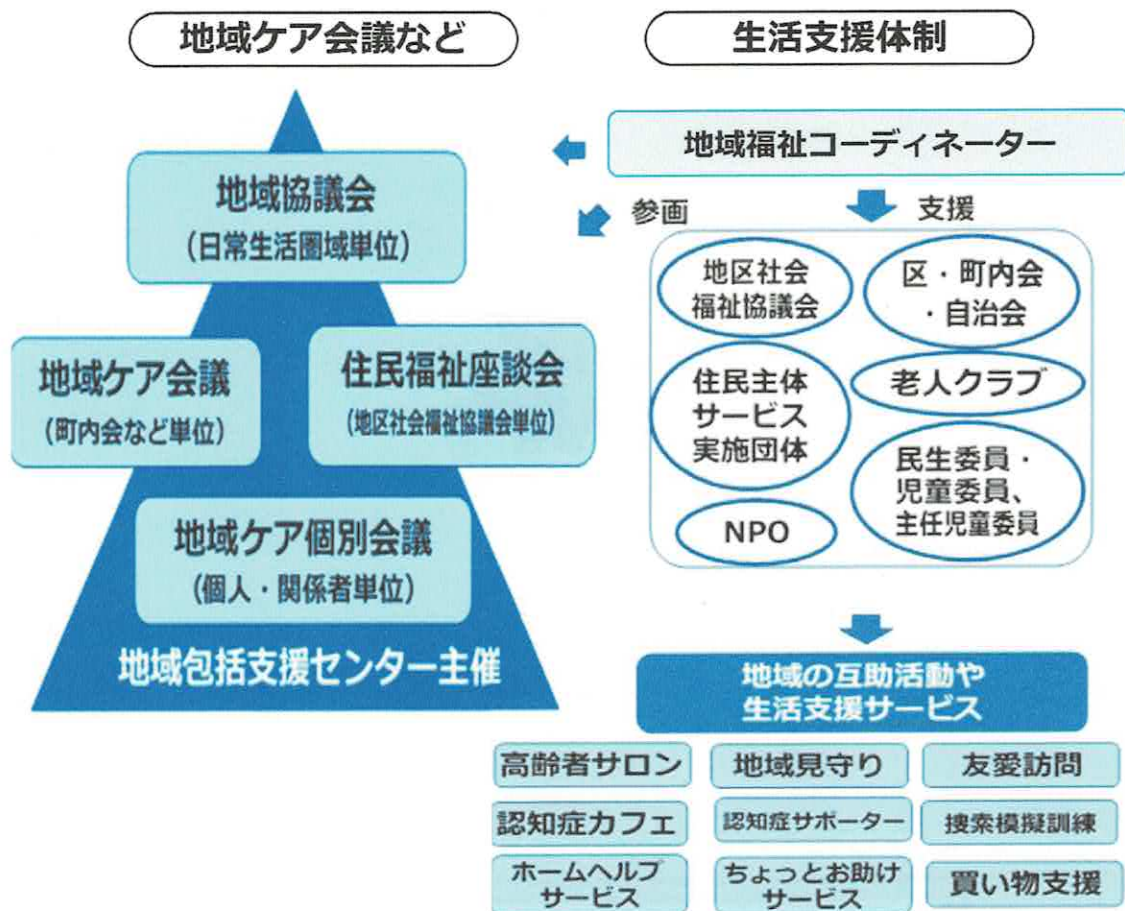 地域ケア会議など
地域協議会
（日常生活圏域単位）
地域ケア会議
（町内会など単位）
住民福祉座談会
（地区社会福祉協議会単位）
地域ケア個別会議
（個人・関係者単位）
地域包括支援センター主催
生活支援体制
地域福祉コーディネーター
参画
支援
地区社会
福祉協議会
区・町内会
・自治会
住民主体
サービス
実施団体
老人クラブ
民生委員・
児童委員、
主任児童委員
NPO
地域の互助活動や
生活支援サービス
高齢者サロン
地域見守り
友愛訪問
認知症カフェ
認知症サポーター
捜索模擬訓練
ホームヘルプ
サービス
ちょっとお助け
サービス
買い物支援